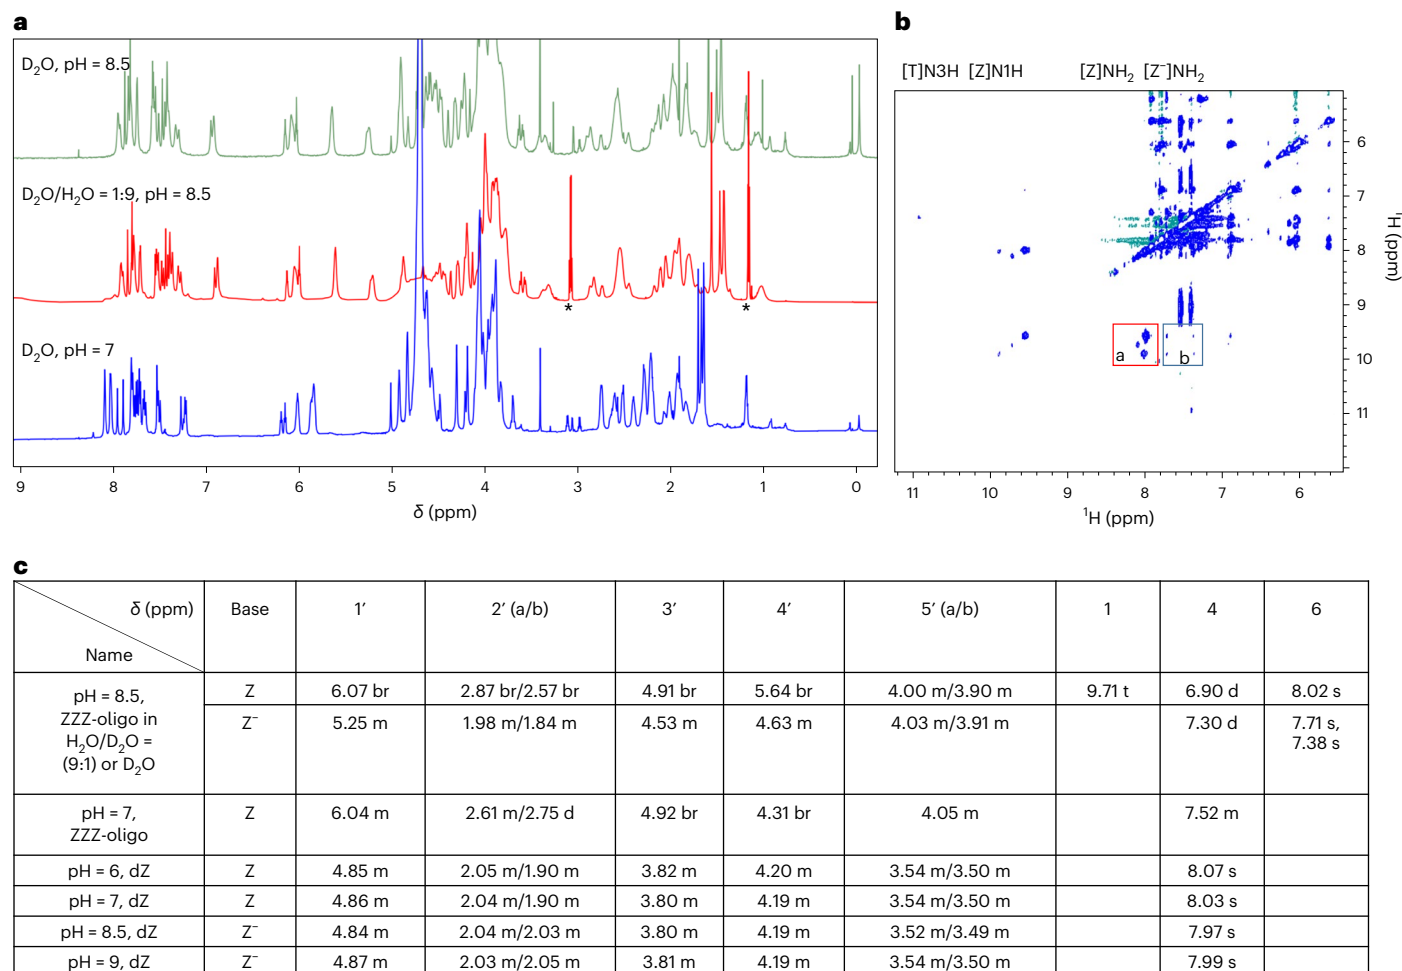 a
D₂O, pH = 8.5
D₂O/H₂O = 1:9, pH = 8.5
D₂O, pH = 7
*
*
9 8 7 6 5 4 3 2 1 0
δ (ppm)
b
[T]N3H [Z]N1H [Z]NH₂ [Z⁻]NH₂
6
7
8
9
10
11
¹H (ppm)
a b
11 10 9 8 7 6
¹H (ppm)
c
δ (ppm) Base 1′ 2′ (a/b) 3′ 4′ 5′ (a/b) 1 4 6
Name
pH = 8.5,
ZZZ-oligo in
H₂O/D₂O =
(9:1) or D₂O
Z 6.07 br 2.87 br/2.57 br 4.91 br 5.64 br 4.00 m/3.90 m 9.71 t 6.90 d 8.02 s
Z⁻ 5.25 m 1.98 m/1.84 m 4.53 m 4.63 m 4.03 m/3.91 m 7.30 d 7.71 s,
7.38 s
pH = 7,
ZZZ-oligo
Z 6.04 m 2.61 m/2.75 d 4.92 br 4.31 br 4.05 m 7.52 m
pH = 6, dZ Z 4.85 m 2.05 m/1.90 m 3.82 m 4.20 m 3.54 m/3.50 m 8.07 s
pH = 7, dZ Z 4.86 m 2.04 m/1.90 m 3.80 m 4.19 m 3.54 m/3.50 m 8.03 s
pH = 8.5, dZ Z⁻ 4.84 m 2.04 m/2.03 m 3.80 m 4.19 m 3.52 m/3.49 m 7.97 s
pH = 9, dZ Z⁻ 4.87 m 2.03 m/2.05 m 3.81 m 4.19 m 3.54 m/3.50 m 7.99 s